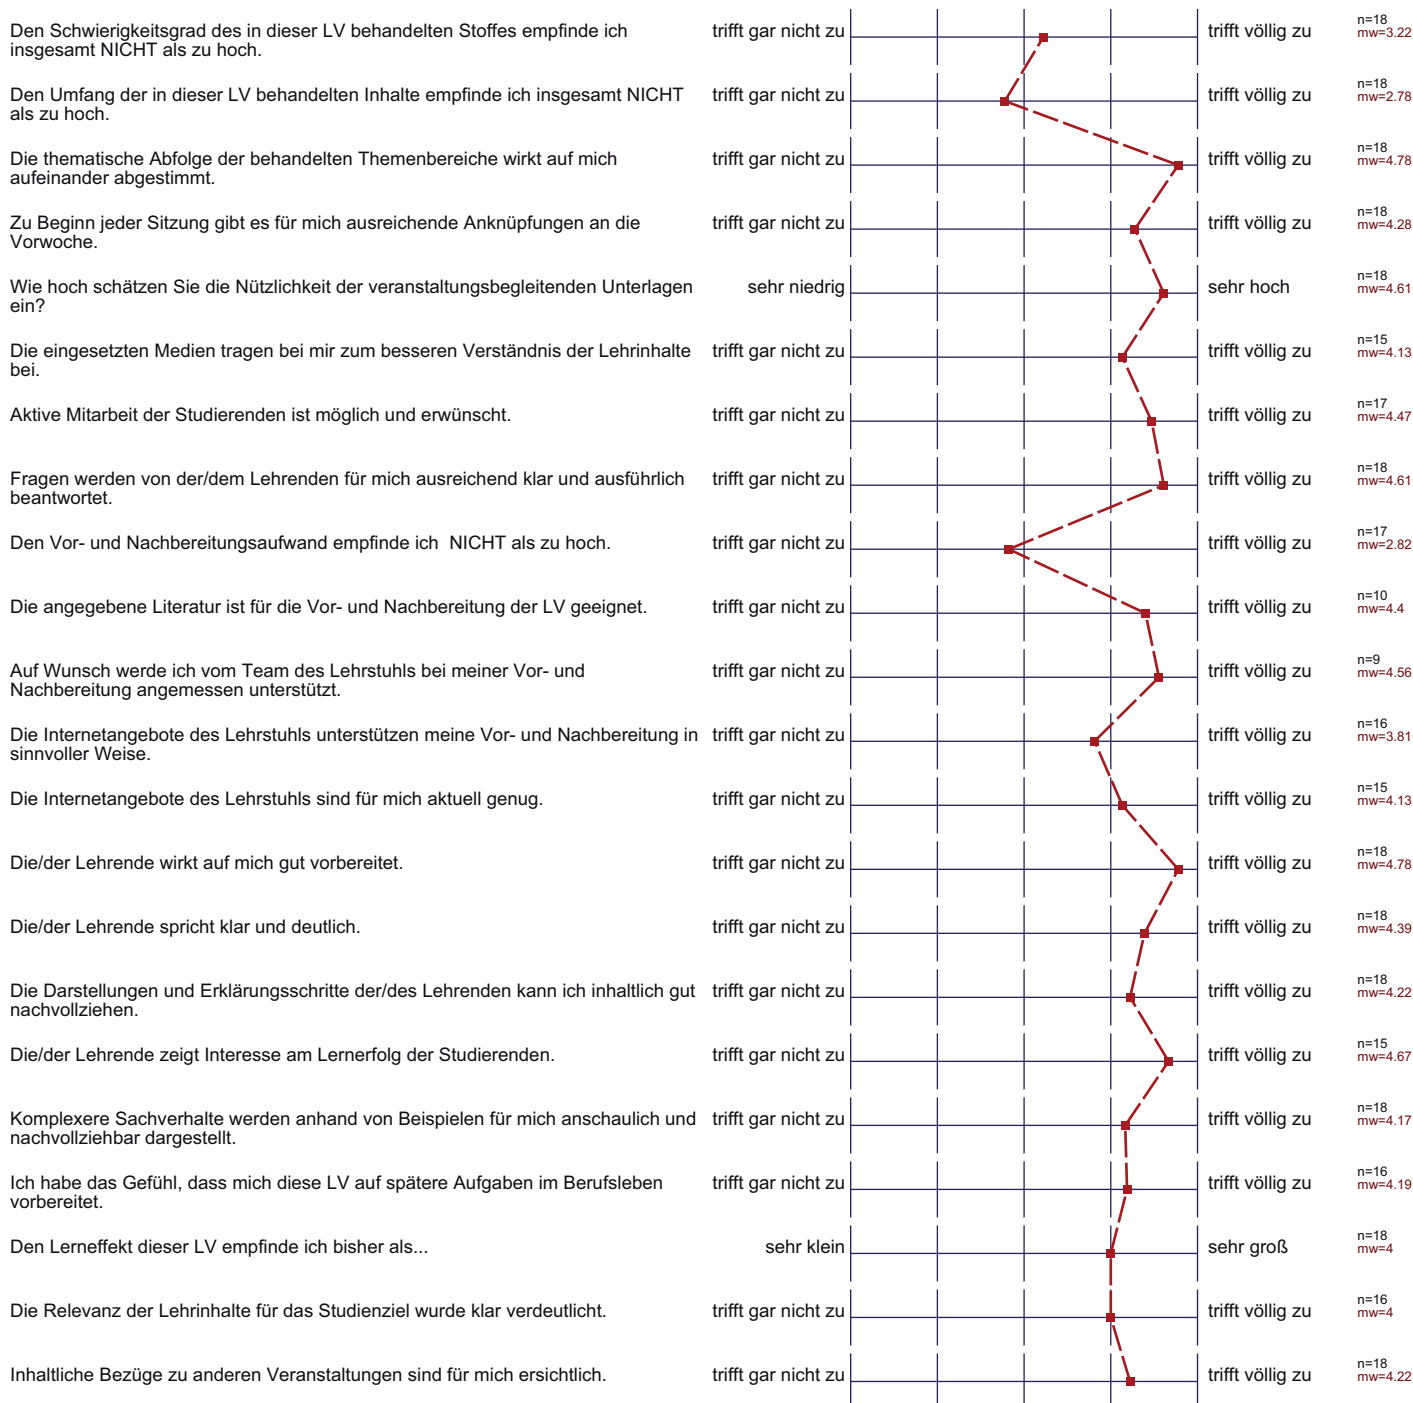 Den Schwierigkeitsgrad des in dieser LV behandelten Stoffes empfinde ich insgesamt NICHT als zu hoch. trifft gar nicht zu trifft völlig zu n=18 mw=3.22
Den Umfang der in dieser LV behandelten Inhalte empfinde ich insgesamt NICHT als zu hoch. trifft gar nicht zu trifft völlig zu n=18 mw=2.78
Die thematische Abfolge der behandelten Themenbereiche wirkt auf mich aufeinander abgestimmt. trifft gar nicht zu trifft völlig zu n=18 mw=4.78
Zu Beginn jeder Sitzung gibt es für mich ausreichende Anknüpfungen an die Vorwoche. trifft gar nicht zu trifft völlig zu n=18 mw=4.28
Wie hoch schätzen Sie die Nützlichkeit der veranstaltungsbegleitenden Unterlagen ein? sehr niedrig sehr hoch n=18 mw=4.61
Die eingesetzten Medien tragen bei mir zum besseren Verständnis der Lehrinhalte bei. trifft gar nicht zu trifft völlig zu n=15 mw=4.13
Aktive Mitarbeit der Studierenden ist möglich und erwünscht. trifft gar nicht zu trifft völlig zu n=17 mw=4.47
Fragen werden von der/dem Lehrenden für mich ausreichend klar und ausführlich beantwortet. trifft gar nicht zu trifft völlig zu n=18 mw=4.61
Den Vor- und Nachbereitungsaufwand empfinde ich NICHT als zu hoch. trifft gar nicht zu trifft völlig zu n=17 mw=2.82
Die angegebene Literatur ist für die Vor- und Nachbereitung der LV geeignet. trifft gar nicht zu trifft völlig zu n=10 mw=4.4
Auf Wunsch werde ich vom Team des Lehrstuhls bei meiner Vor- und Nachbereitung angemessen unterstützt. trifft gar nicht zu trifft völlig zu n=9 mw=4.56
Die Internetangebote des Lehrstuhls unterstützen meine Vor- und Nachbereitung in sinnvoller Weise. trifft gar nicht zu trifft völlig zu n=16 mw=3.81
Die Internetangebote des Lehrstuhls sind für mich aktuell genug. trifft gar nicht zu trifft völlig zu n=15 mw=4.13
Die/der Lehrende wirkt auf mich gut vorbereitet. trifft gar nicht zu trifft völlig zu n=18 mw=4.78
Die/der Lehrende spricht klar und deutlich. trifft gar nicht zu trifft völlig zu n=18 mw=4.39
Die Darstellungen und Erklärungsschritte der/des Lehrenden kann ich inhaltlich gut nachvollziehen. trifft gar nicht zu trifft völlig zu n=18 mw=4.22
Die/der Lehrende zeigt Interesse am Lernerfolg der Studierenden. trifft gar nicht zu trifft völlig zu n=15 mw=4.67
Komplexere Sachverhalte werden anhand von Beispielen für mich anschaulich und nachvollziehbar dargestellt. trifft gar nicht zu trifft völlig zu n=18 mw=4.17
Ich habe das Gefühl, dass mich diese LV auf spätere Aufgaben im Berufsleben vorbereitet. trifft gar nicht zu trifft völlig zu n=16 mw=4.19
Den Lerneffekt dieser LV empfinde ich bisher als... sehr klein sehr groß n=18 mw=4
Die Relevanz der Lehrinhalte für das Studienziel wurde klar verdeutlicht. trifft gar nicht zu trifft völlig zu n=16 mw=4
Inhaltliche Bezüge zu anderen Veranstaltungen sind für mich ersichtlich. trifft gar nicht zu trifft völlig zu n=18 mw=4.22